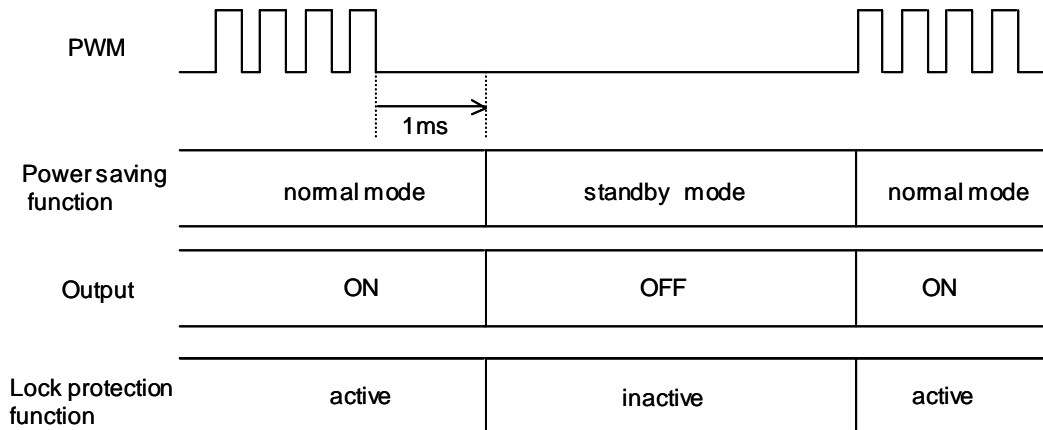 PWM
1ms
Power saving
function
normal mode
standby mode
normal mode
Output
ON
OFF
ON
Lock protection
function
active
inactive
active